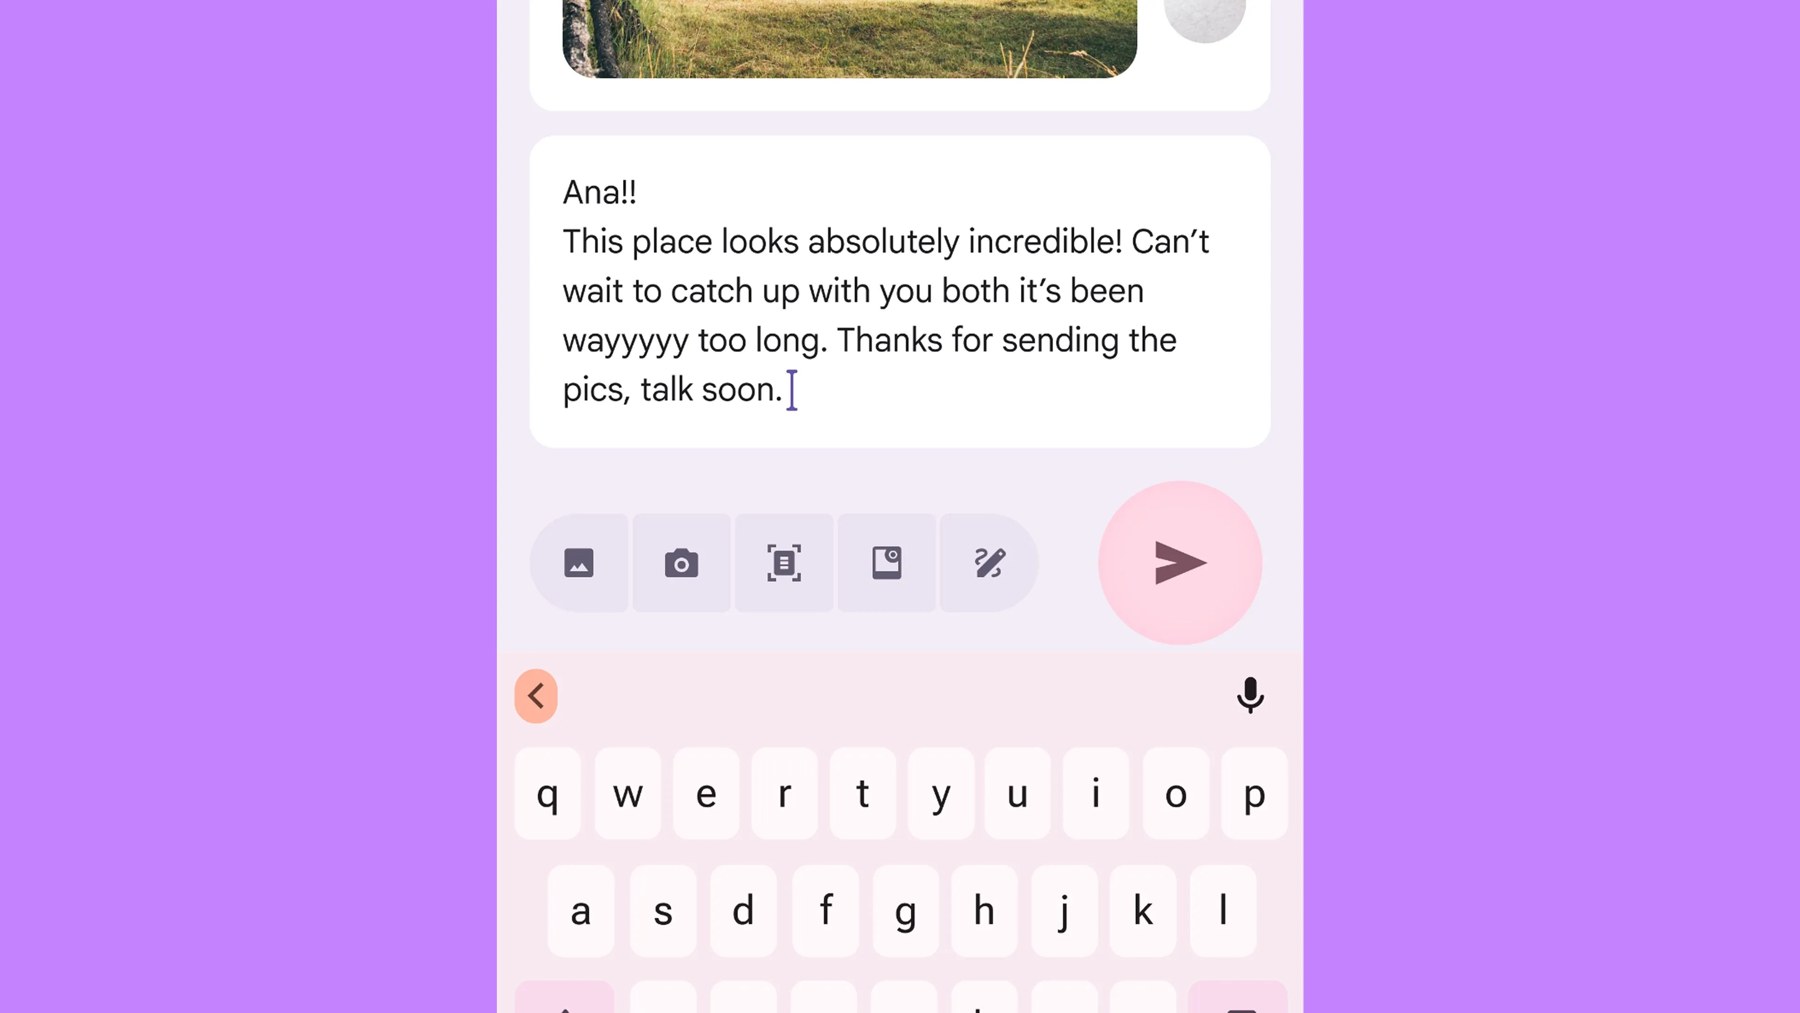 Ana!!
This place looks absolutely incredible! Can’t
wait to catch up with you both it’s been
wayyyyy too long. Thanks for sending the
pics, talk soon.
q w e r t y u i o p
a s d f g h j k l